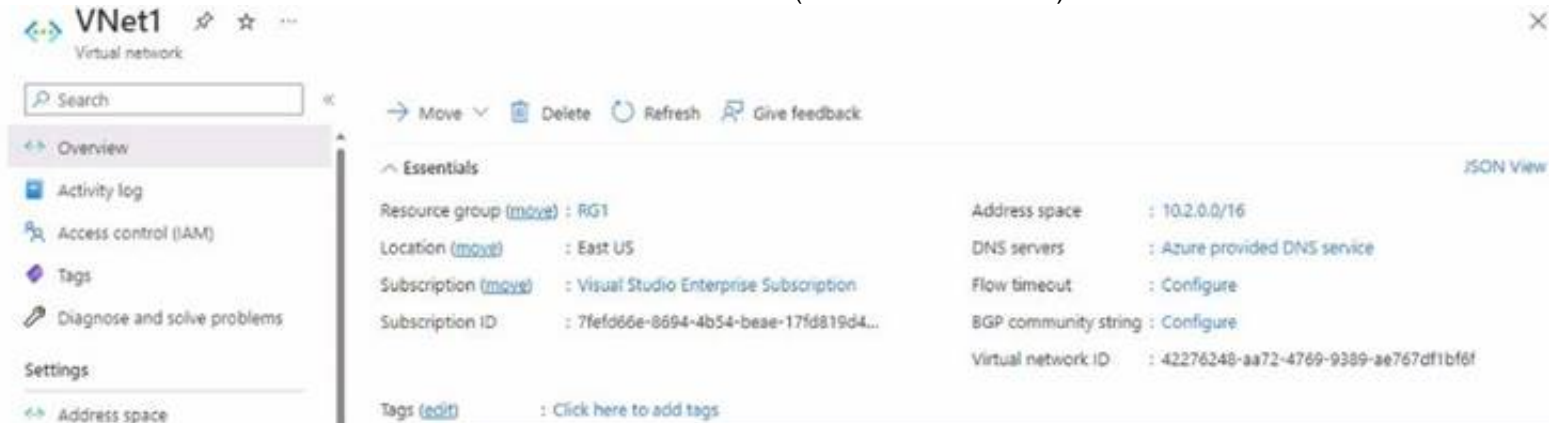 VNet1
Virtual network
Search
Move Delete Refresh Give feedback
Overview
Activity log
Access control (IAM)
Tags
Diagnose and solve problems
Settings
Address space
Essentials
JSON View
Resource group (move) : RG1
Location (move) : East US
Subscription (move) : Visual Studio Enterprise Subscription
Subscription ID : 7fefd66e-8694-4b54-beae-17fd819d4...
Address space : 10.2.0.0/16
DNS servers : Azure provided DNS service
Flow timeout : Configure
BGP community string : Configure
Virtual network ID : 42276248-aa72-4769-9389-ae767df1bf6f
Tags (edit) : Click here to add tags